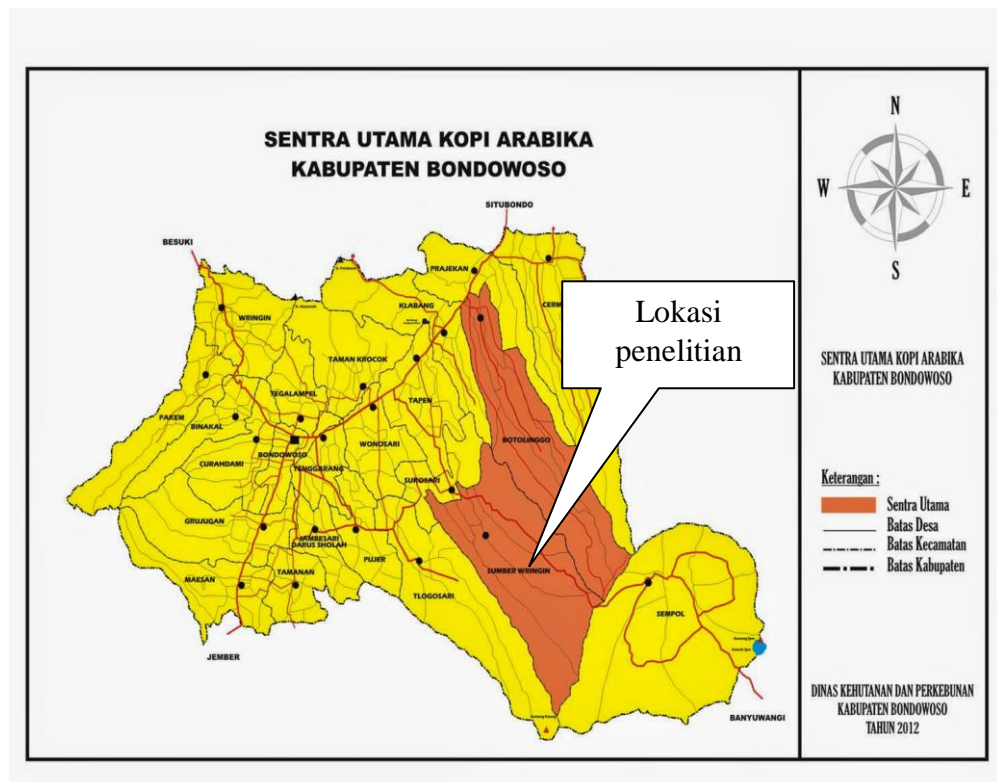 SENTRA UTAMA KOPI ARABIKA
KABUPATEN BONDOWOSO
SITUBONDO
BESUKI
PRAJEKAN
CERM
KLABANG
WRINGIN
TAMAN KROCOK
TEGALAMPEL
TAPEN
PAKEM
BINAKAL
BONDOWOSO
WONOSARI
BOTOLINGGO
CURAHDAMI
TENGGARANG
SUKOSARI
GRUJUGAN
JAMBESARI
DARUS SHOLAH
PUJER
SUMBER WRINGIN
MAESAN
TAMANAN
TLOGOSARI
SEMPOL
JEMBER
BANYUWANGI
Lokasi
penelitian
N
W
E
S
SENTRA UTAMA KOPI ARABIKA
KABUPATEN BONDOWOSO
Keterangan :
Sentra Utama
Batas Desa
Batas Kecamatan
Batas Kabupaten
DINAS KEHUTANAN DAN PERKEBUNAN
KABUPATEN BONDOWOSO
TAHUN 2012